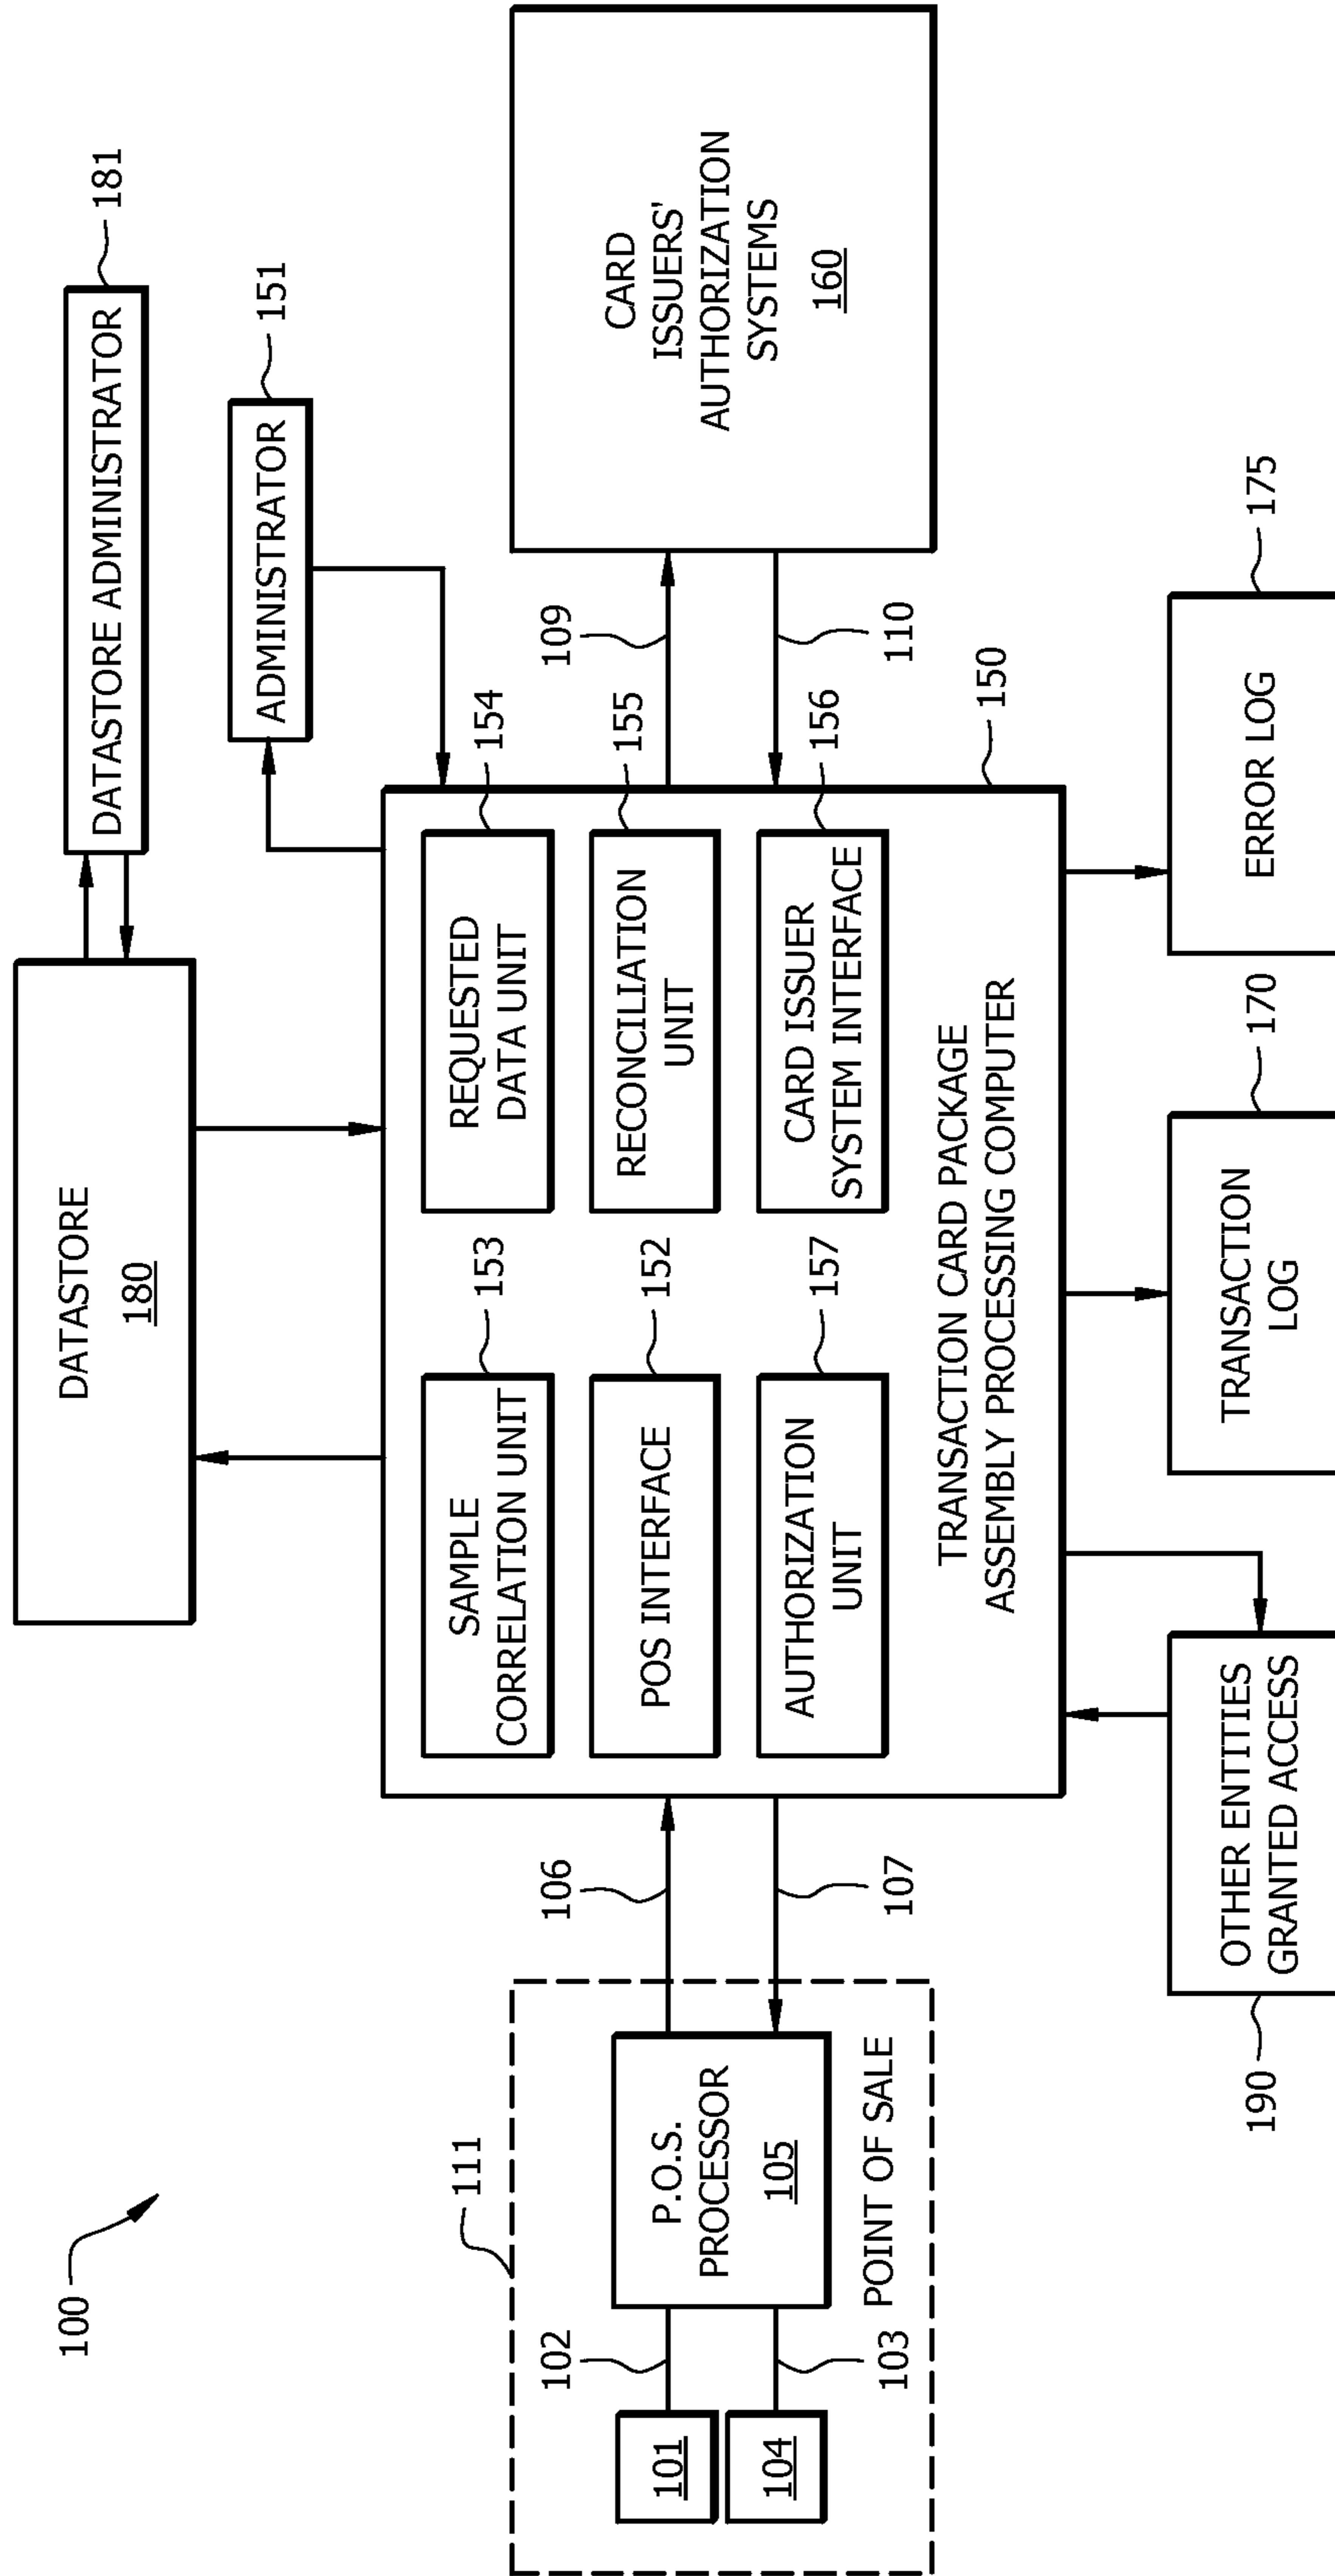 100
DATASTORE
180
DATASTORE ADMINISTRATOR
181
ADMINISTRATOR
151
111
101
102
104
103
P.O.S.
PROCESSOR
105
POINT OF SALE
106
107
SAMPLE
CORRELATION UNIT
153
REQUESTED
DATA UNIT
154
POS INTERFACE
152
RECONCILIATION
UNIT
155
AUTHORIZATION
UNIT
157
CARD ISSUER
SYSTEM INTERFACE
156
TRANSACTION CARD PACKAGE
ASSEMBLY PROCESSING COMPUTER
150
109
110
CARD
ISSUERS'
AUTHORIZATION
SYSTEMS
160
190
OTHER ENTITIES
GRANTED ACCESS
TRANSACTION
LOG
170
ERROR LOG
175